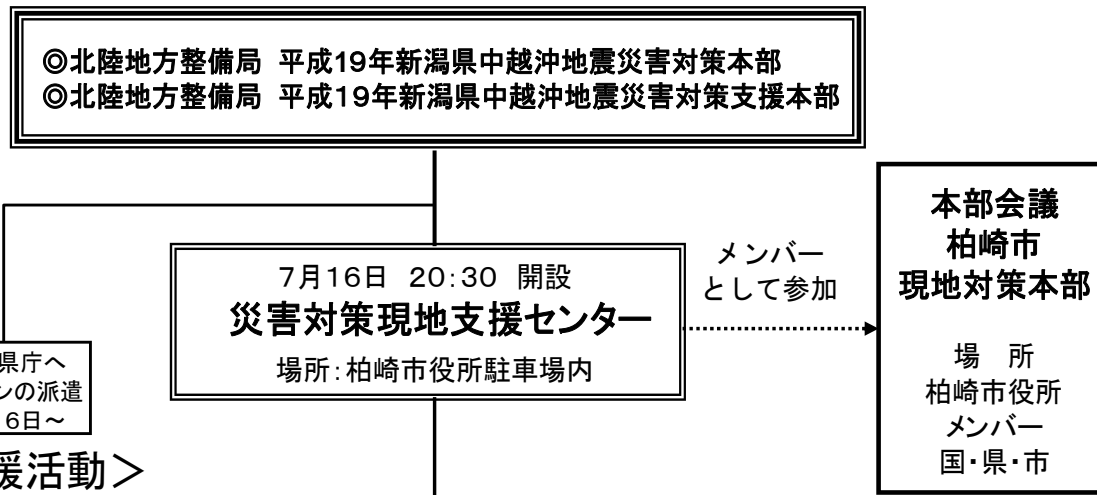 ◎北陸地方整備局 平成19年新潟県中越沖地震災害対策本部
◎北陸地方整備局 平成19年新潟県中越沖地震災害対策支援本部
7月16日 20:30 開設
災害対策現地支援センター
場所:柏崎市役所駐車場内
メンバー
として参加
本部会議
柏崎市
現地対策本部
場 所
柏崎市役所
メンバー
国・県・市
県庁へ
ンの派遣
6日～
援活動＞